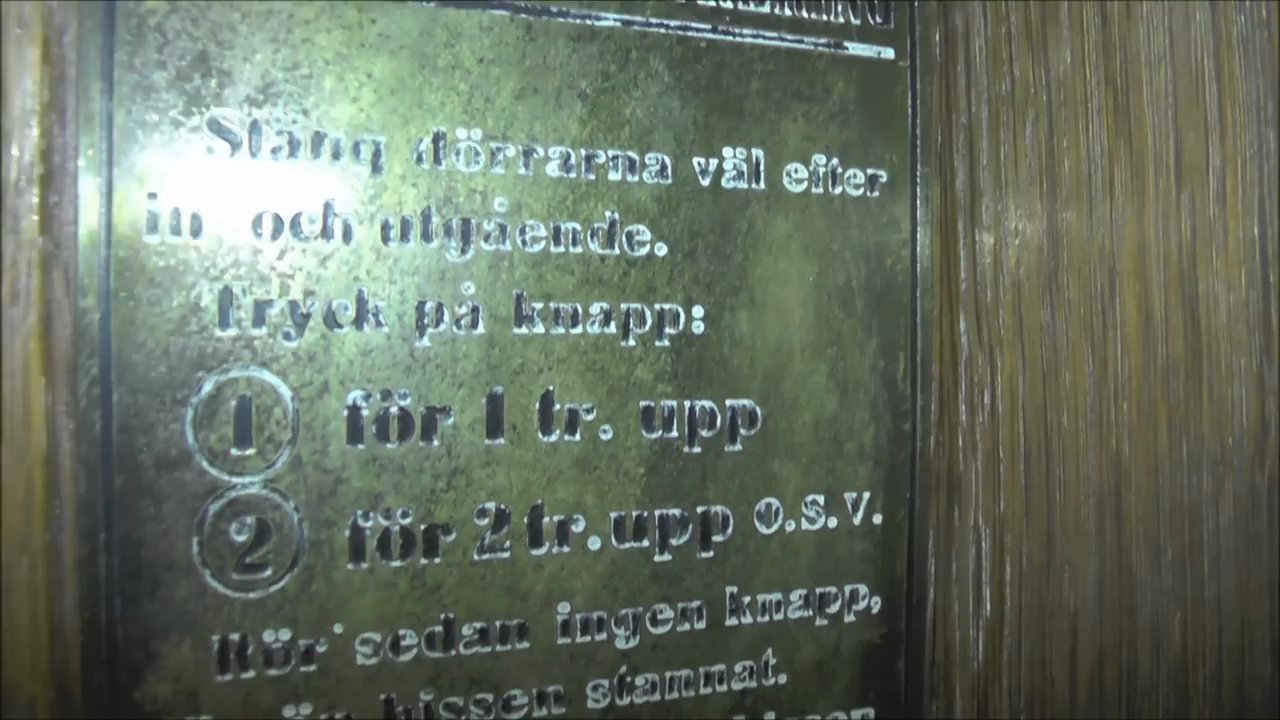 Stäng dörrarna väl efter
in och utgående.
Tryck på knapp:
1 för 1 tr. upp
2 för 2 tr. upp o.s.v.
Rör sedan ingen knapp,
hissen stannat.